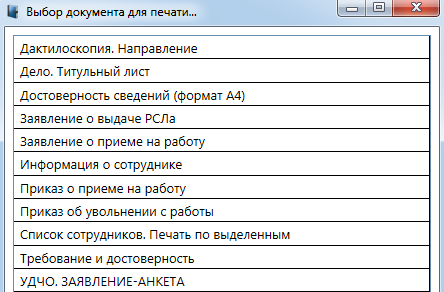 Выбор документа для печати...
Дактилоскопия. Направление
Дело. Титульный лист
Достоверность сведений (формат А4)
Заявление о выдаче РСЛа
Заявление о приеме на работу
Информация о сотруднике
Приказ о приеме на работу
Приказ об увольнении с работы
Список сотрудников. Печать по выделенным
Требование и достоверность
УДЧО. ЗАЯВЛЕНИЕ-АНКЕТА